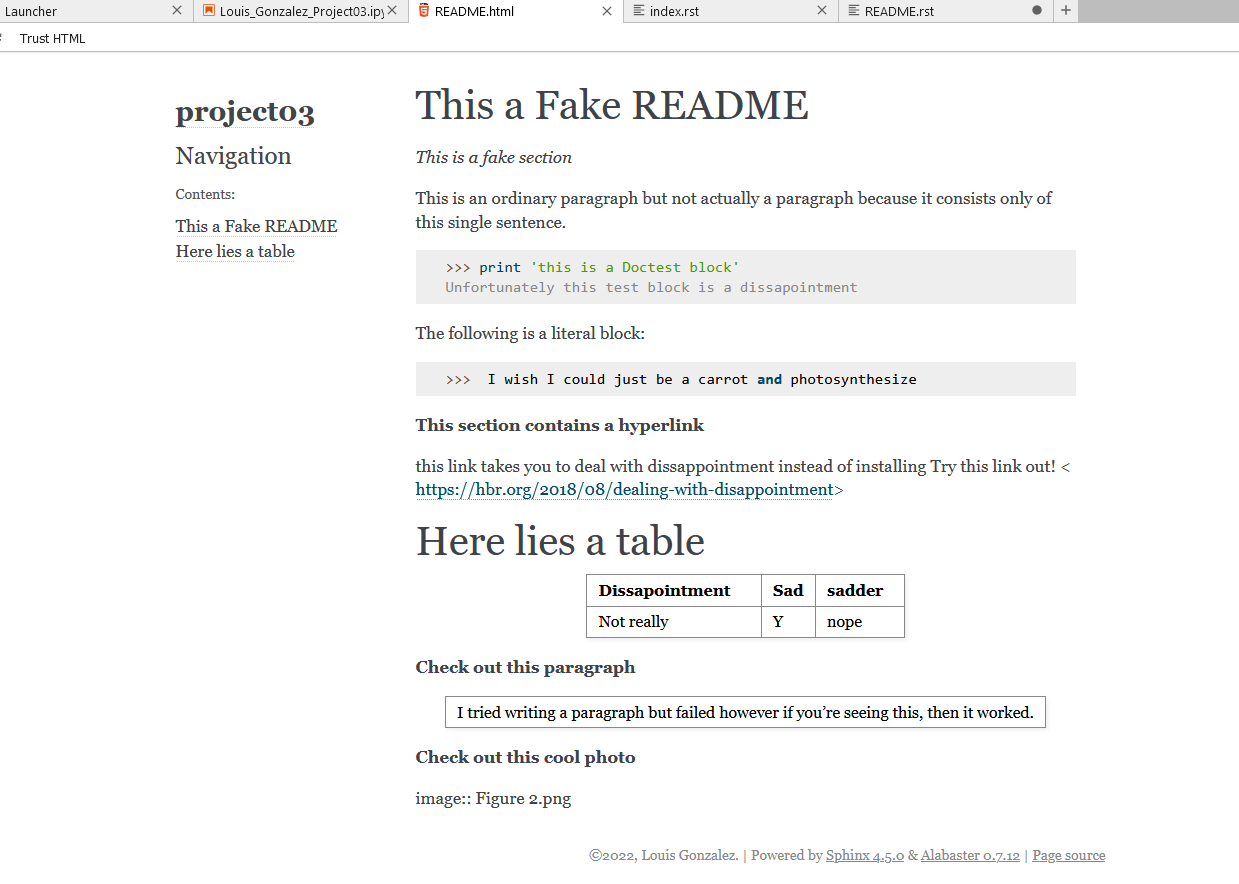 Launcher
Louis_Gonzalez_Project03.ipy
README.html
index.rst
README.rst
Trust HTML
project03
Navigation
Contents:
This a Fake README
Here lies a table
This a Fake README
This is a fake section
This is an ordinary paragraph but not actually a paragraph because it consists only of
this single sentence.
>>> print 'this is a Doctest block'
Unfortunately this test block is a dissapointment
The following is a literal block:
>>>  I wish I could just be a carrot and photosynthesize
This section contains a hyperlink
this link takes you to deal with dissappointment instead of installing Try this link out! <
https://hbr.org/2018/08/dealing-with-disappointment>
Here lies a table
Dissapointment Sad sadder
Not really Y nope
Check out this paragraph
I tried writing a paragraph but failed however if you're seeing this, then it worked.
Check out this cool photo
image:: Figure 2.png
©2022, Louis Gonzalez. | Powered by Sphinx 4.5.0 & Alabaster 0.7.12 | Page source